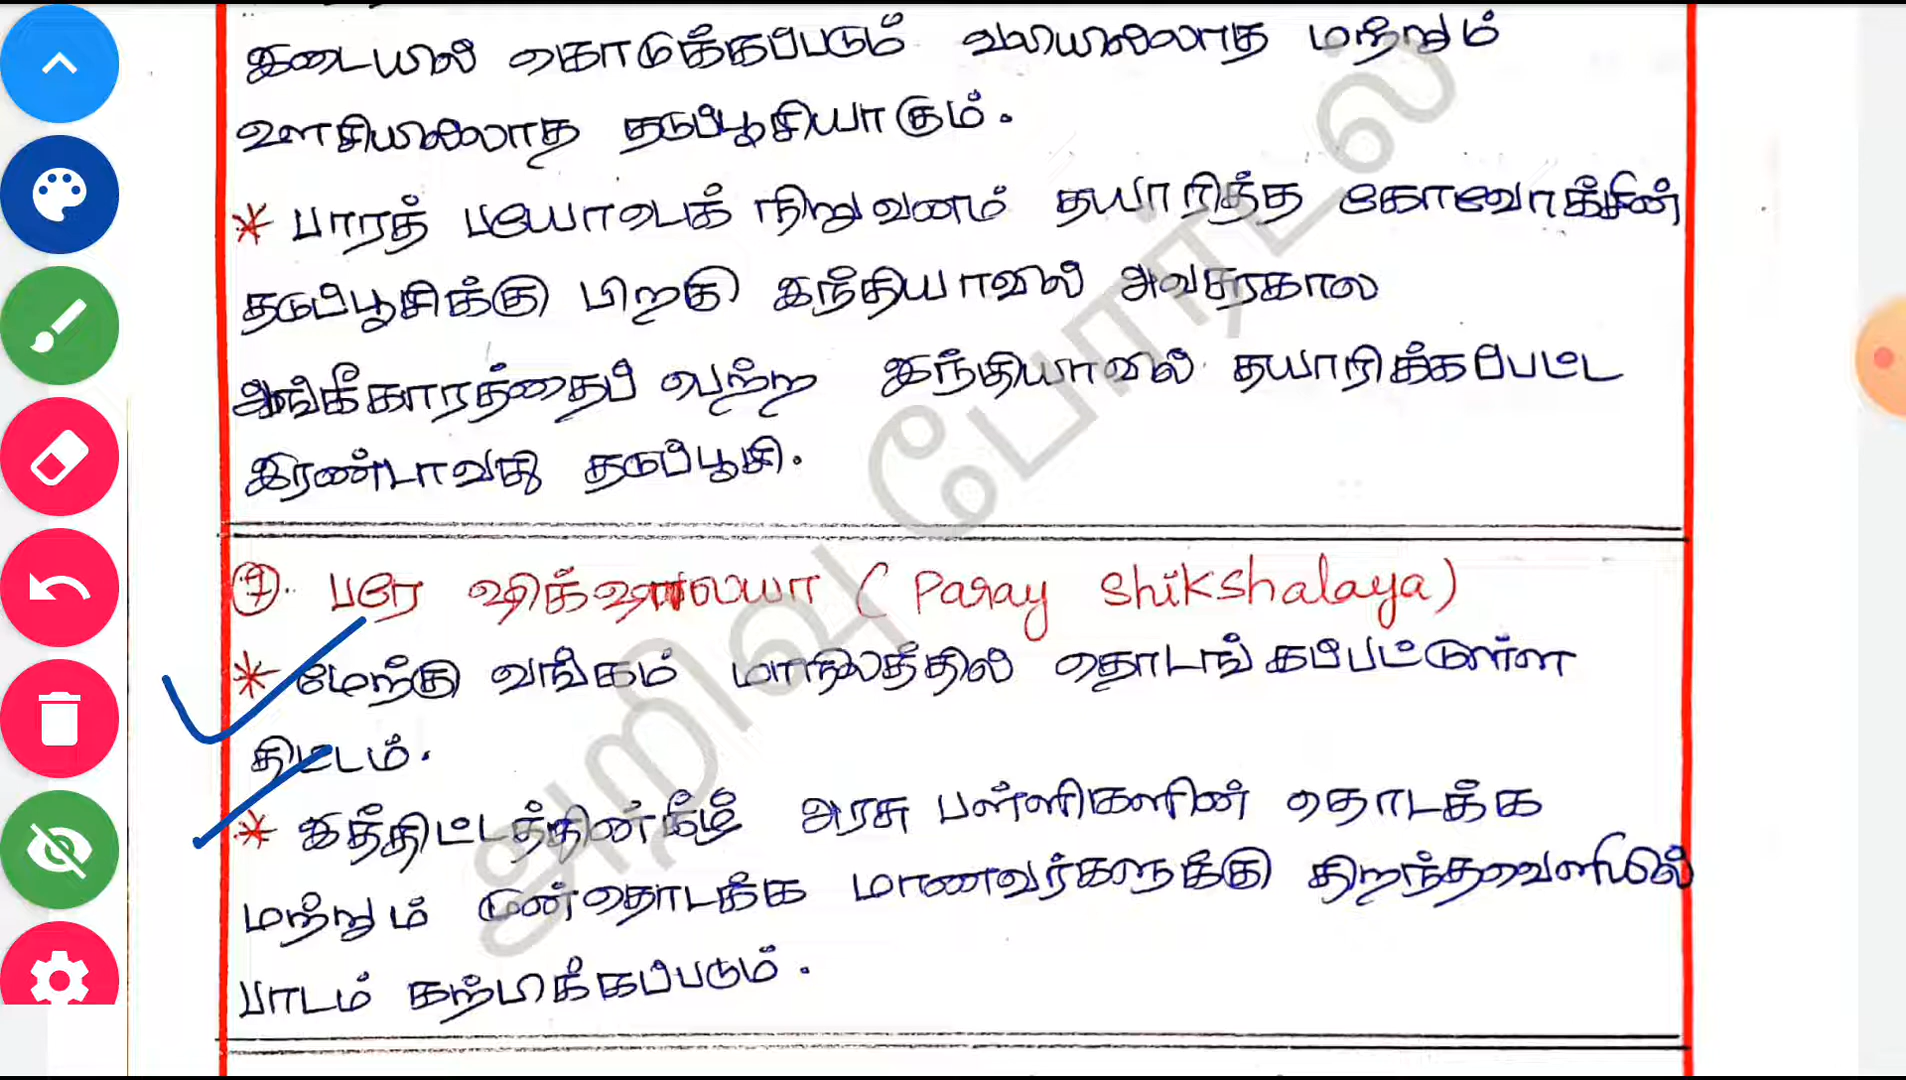 இடையில் கொடுக்கப்படும் வலியில்லாத மற்றும்
ஊசியில்லாத தடுப்பூசியாகும்.
* பாரத் பயோடெக் நிறுவனம் தயாரித்த கோவேக்சின்
தடுப்பூசிக்கு பிறகு இந்தியாவில் அவசரகால
அங்கீகாரத்தைப் பெற்ற இந்தியாவில் தயாரிக்கப்பட்ட
இரண்டாவது தடுப்பூசி.
அறிவு போர்டல்
7. பரே ஷிக்ஷாலயா (Paray Shikshalaya)
* மேற்கு வங்கம் மாநிலத்தில் தொடங்கப்பட்டுள்ள
திட்டம்.
* இத்திட்டத்தின்கீழ் அரசு பள்ளிகளின் தொடக்க
மற்றும் முன்தொடக்க மாணவர்களுக்கு திறந்தவெளியில்
பாடம் கற்பிக்கப்படும்.